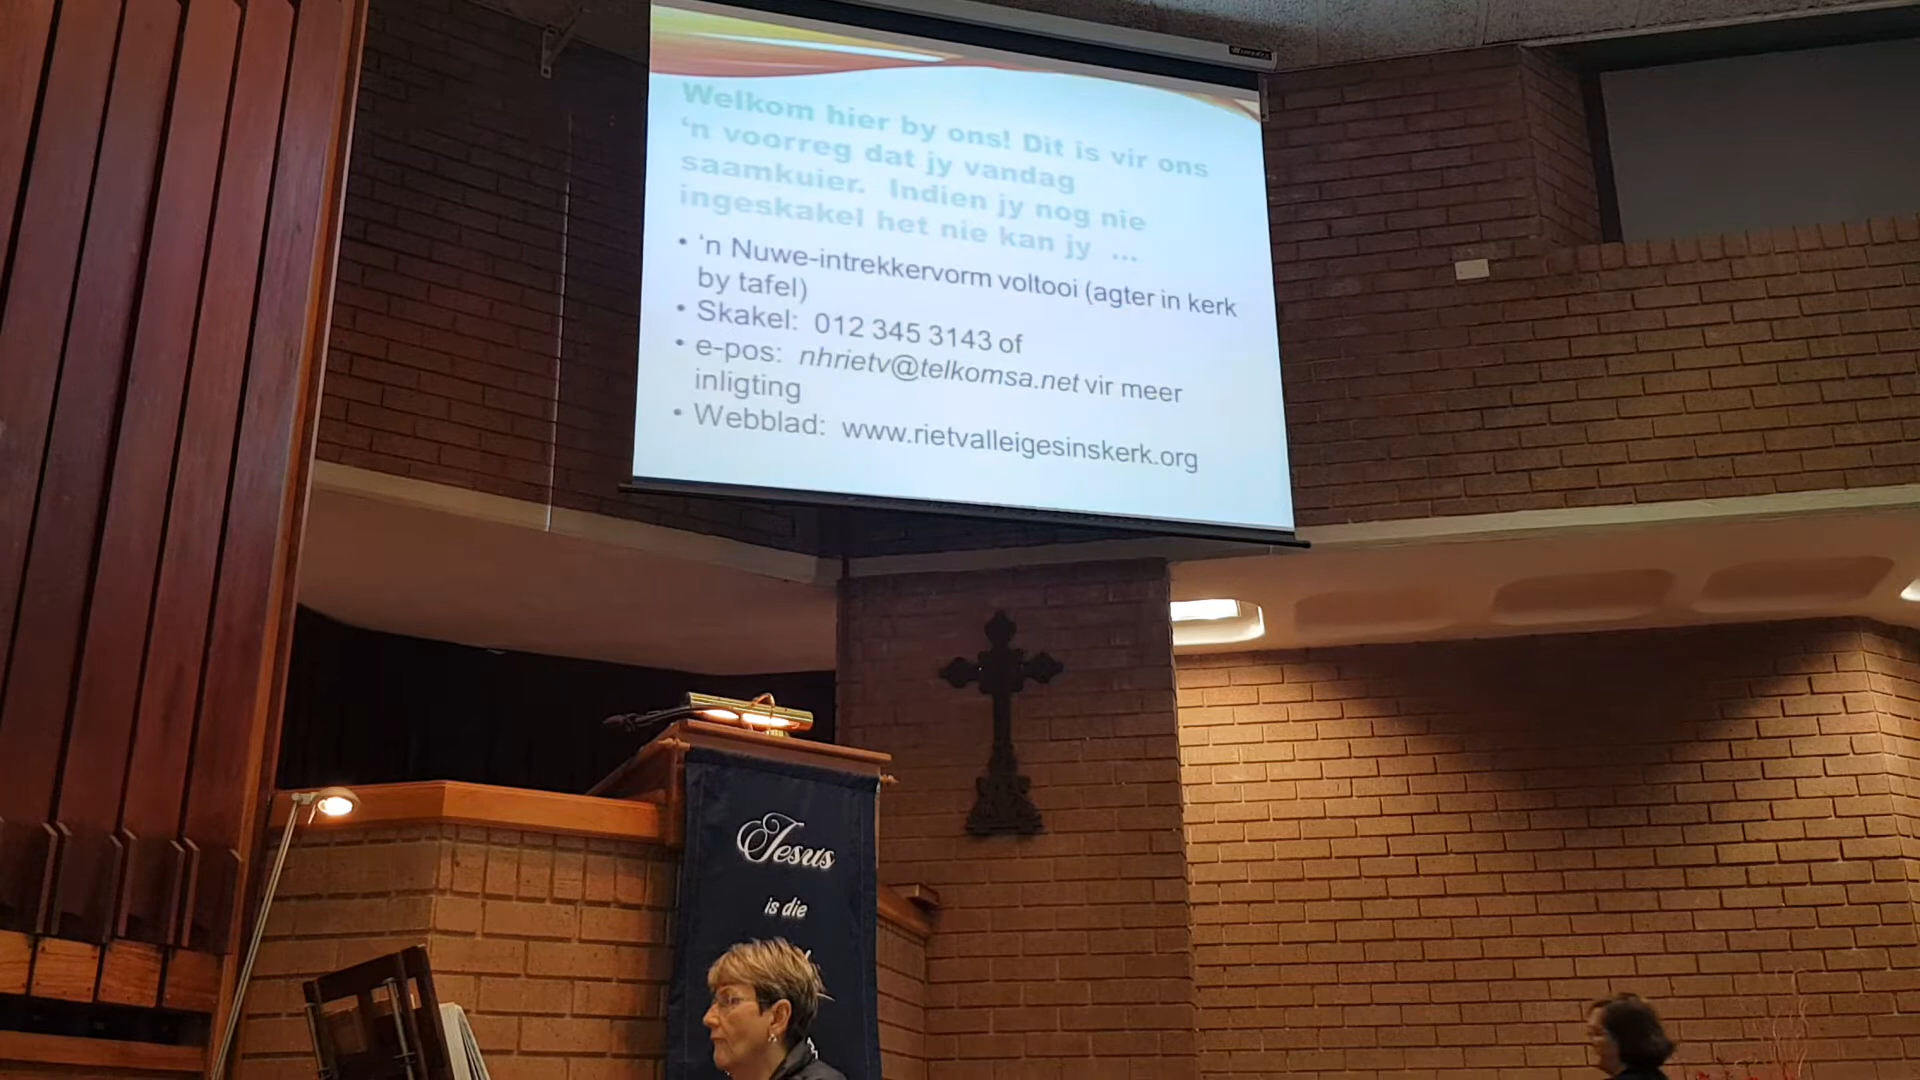 Welkom hier by ons! Dit is vir ons
‘n voorreg dat jy vandag
saamkuier. Indien jy nog nie
ingeskakel het nie kan jy ...
• ‘n Nuwe-intrekkervorm voltooi (agter in kerk
by tafel)
• Skakel: 012 345 3143 of
• e-pos: nhrietv@telkomsa.net vir meer
inligting
• Webblad: www.rietvalleigesinskerk.org
Jesus
is die